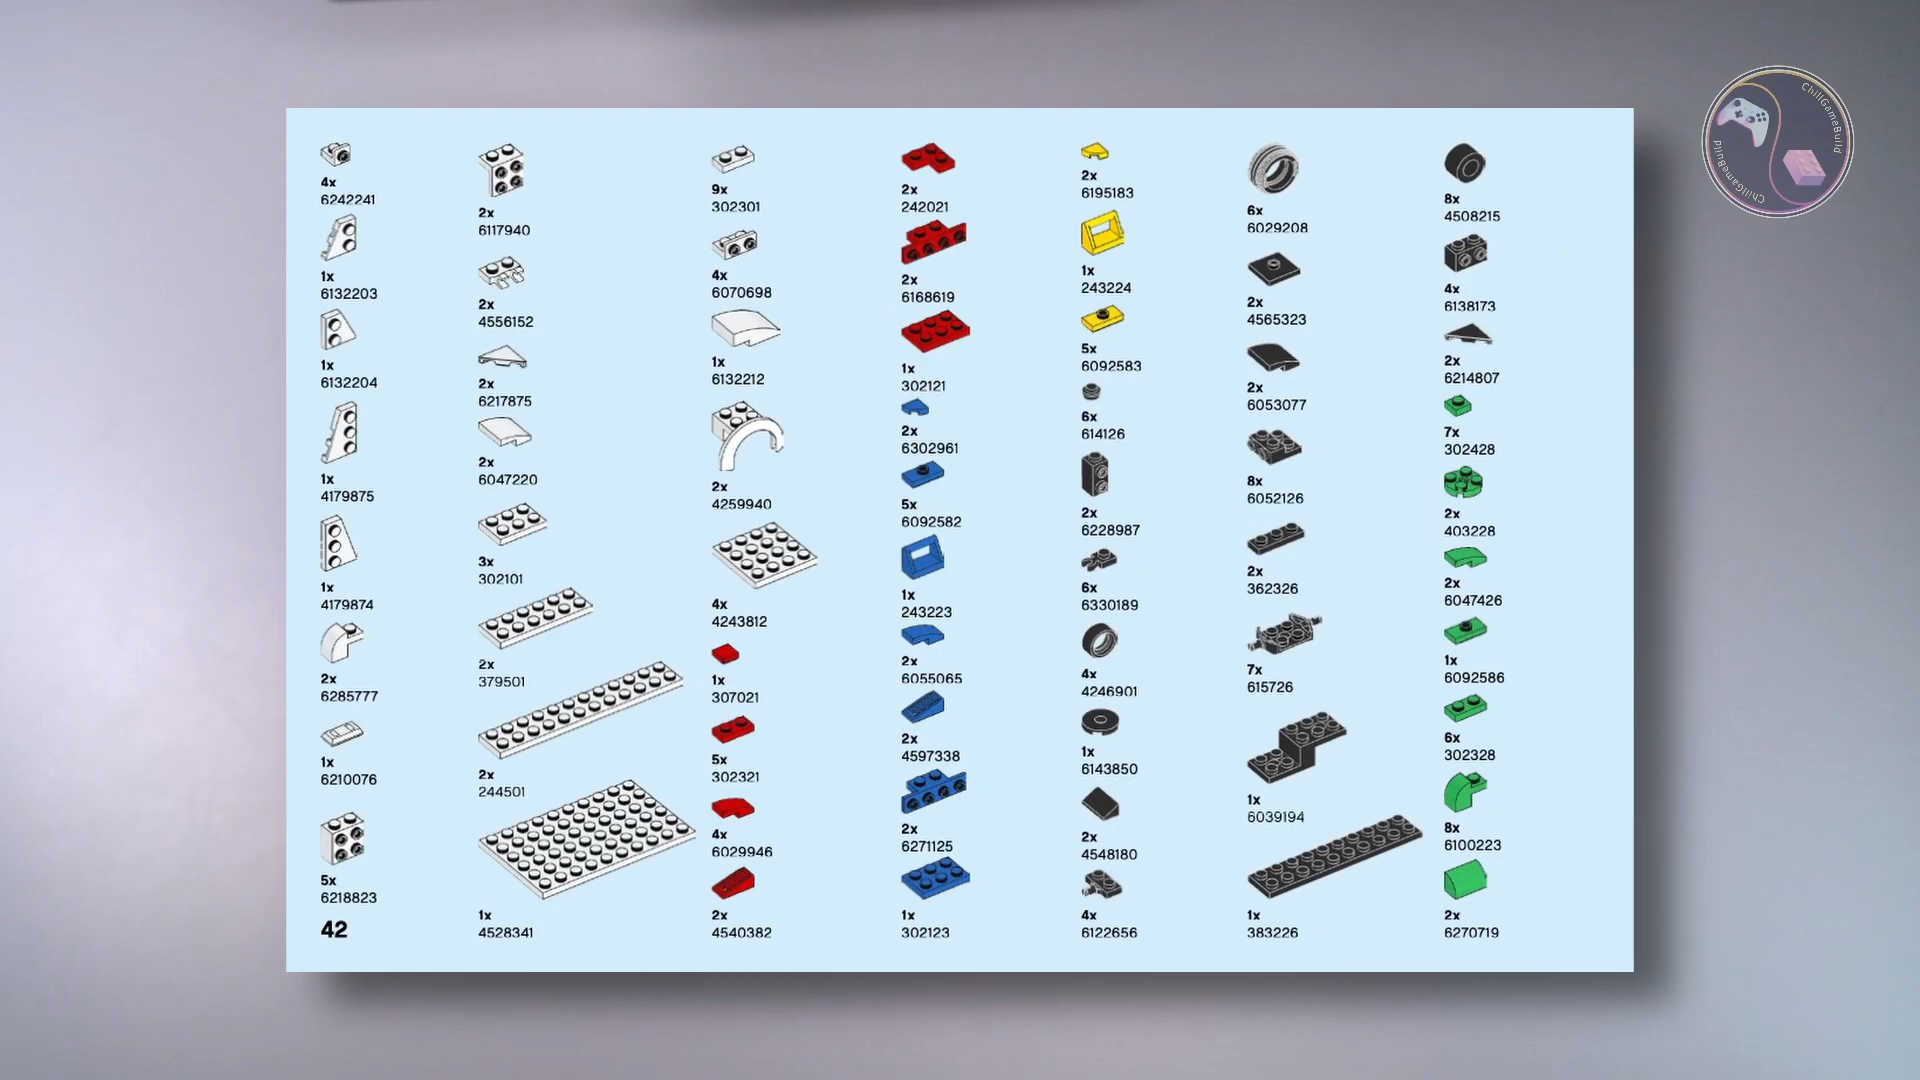 4x
6242241
1x
6132203
1x
6132204
1x
4179875
1x
4179874
2x
6285777
1x
6210076
5x
6218823
42
2x
6117940
2x
4556152
2x
6217875
2x
6047220
3x
302101
2x
379501
2x
244501
1x
4528341
9x
302301
4x
6070698
1x
6132212
2x
4259940
4x
4243812
1x
307021
5x
302321
4x
6029946
2x
4540382
2x
242021
2x
6168619
1x
302121
2x
6302961
5x
6092582
1x
243223
2x
6055065
2x
4597338
2x
6271125
1x
302123
2x
6195183
1x
243224
5x
6092583
6x
614126
2x
6228987
6x
6330189
4x
4246901
1x
6143850
2x
4548180
4x
6122656
6x
6029208
2x
4565323
2x
6053077
8x
6052126
2x
362326
7x
615726
1x
6039194
1x
383226
8x
4508215
4x
6138173
2x
6214807
7x
302428
2x
403228
2x
6047426
1x
6092586
6x
302328
8x
6100223
2x
6270719
ChillGameBuild
ChillGameBuild